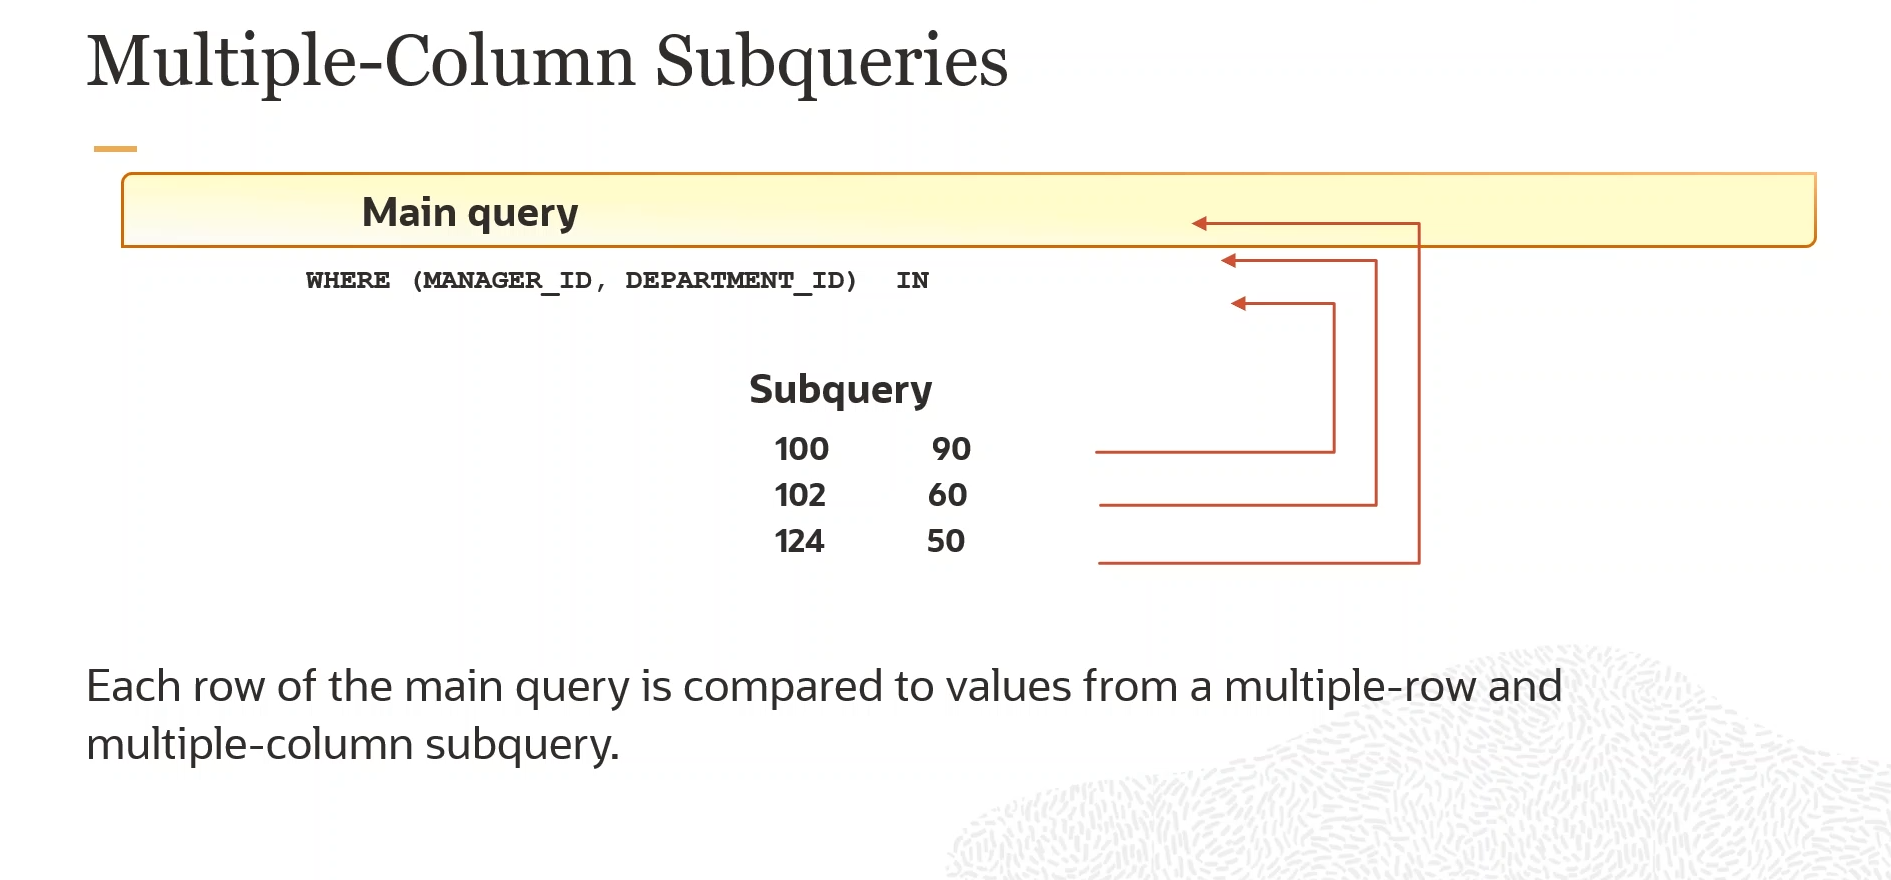 Multiple-Column Subqueries
Main query
WHERE (MANAGER_ID, DEPARTMENT_ID) IN
Subquery
100 90
102 60
124 50
Each row of the main query is compared to values from a multiple-row and
multiple-column subquery.